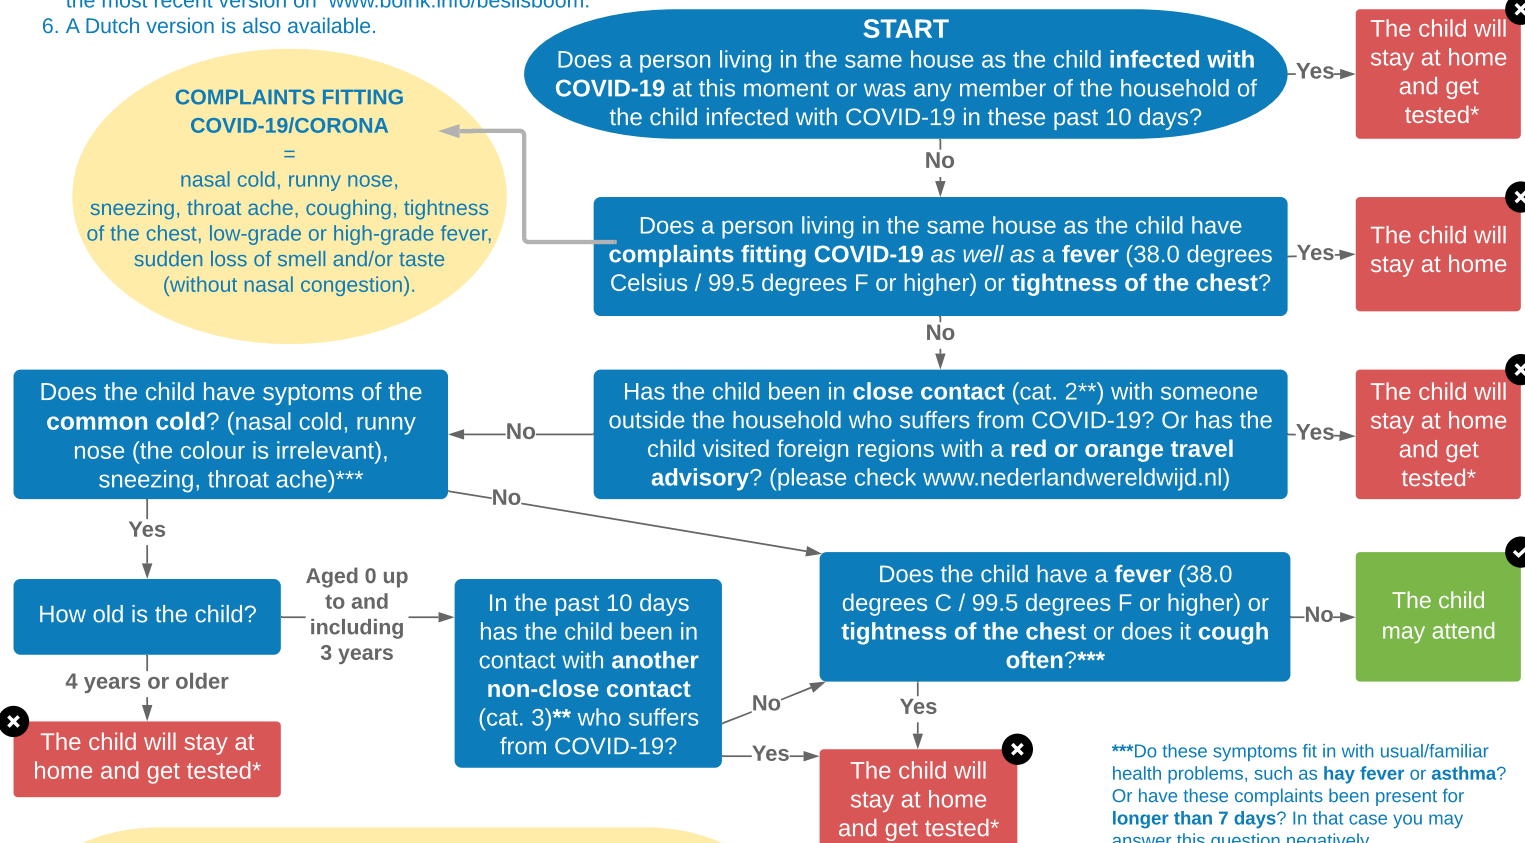 the most recent version on www.boink.info/beslisboom.
6. A Dutch version is also available.
START
Does a person living in the same house as the child infected with
COVID-19 at this moment or was any member of the household of
the child infected with COVID-19 in these past 10 days?
Yes
The child will
stay at home
and get
tested*
COMPLAINTS FITTING
COVID-19/CORONA
=
nasal cold, runny nose,
sneezing, throat ache, coughing, tightness
of the chest, low-grade or high-grade fever,
sudden loss of smell and/or taste
(without nasal congestion).
No
Does a person living in the same house as the child have
complaints fitting COVID-19 as well as a fever (38.0 degrees
Celsius / 99.5 degrees F or higher) or tightness of the chest?
Yes
The child will
stay at home
No
Has the child been in close contact (cat. 2**) with someone
outside the household who suffers from COVID-19? Or has the
child visited foreign regions with a red or orange travel
advisory? (please check www.nederlandwereldwijd.nl)
Yes
The child will
stay at home
and get
tested*
No
Does the child have syptoms of the
common cold? (nasal cold, runny
nose (the colour is irrelevant),
sneezing, throat ache)***
No
Yes
How old is the child?
Aged 0 up
to and
including
3 years
4 years or older
The child will stay at
home and get tested*
In the past 10 days
has the child been in
contact with another
non-close contact
(cat. 3)** who suffers
from COVID-19?
No
Yes
Does the child have a fever (38.0
degrees C / 99.5 degrees F or higher) or
tightness of the chest or does it cough
often?***
No
The child
may attend
Yes
The child will
stay at home
and get tested*
***Do these symptoms fit in with usual/familiar
health problems, such as hay fever or asthma?
Or have these complaints been present for
longer than 7 days? In that case you may
answer this question negatively